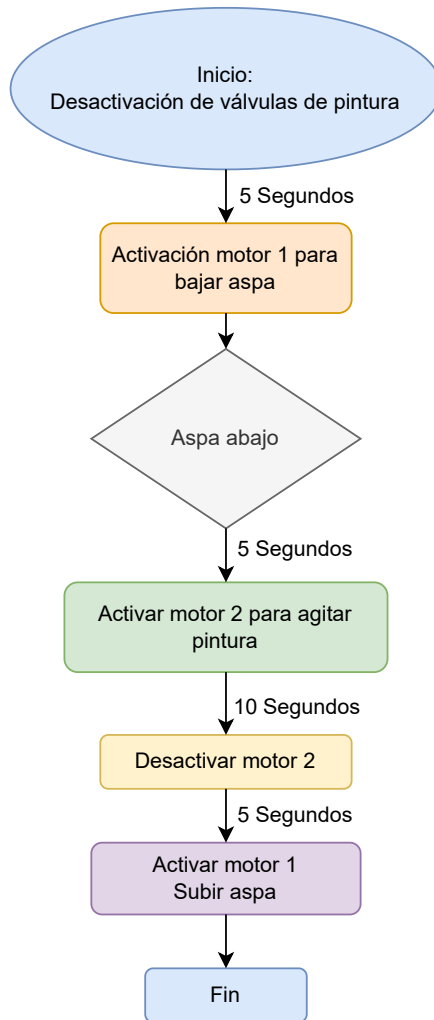 Inicio:
Desactivación de válvulas de pintura
5 Segundos
Activación motor 1 para
bajar aspa
Aspa abajo
5 Segundos
Activar motor 2 para agitar
pintura
10 Segundos
Desactivar motor 2
5 Segundos
Activar motor 1
Subir aspa
Fin